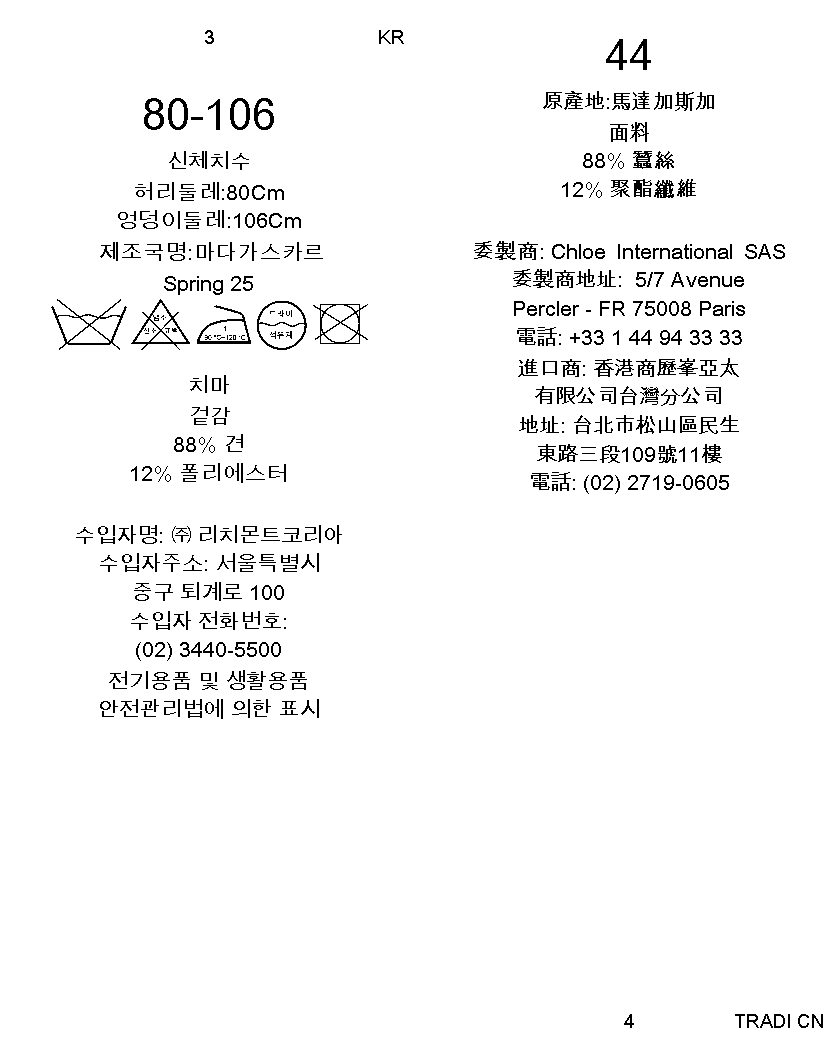 3 KR
80-106
신체치수
허리둘레:80Cm
엉덩이둘레:106Cm
제조국명:마다가스카르
Spring 25
드라이
석유계
염소
산소 표백
1
80 °C~120 °C
치마
겉감
88% 견
12% 폴리에스터
수입자명: ㈜ 리치몬트코리아
수입자주소: 서울특별시
중구 퇴계로 100
수입자 전화번호:
(02) 3440-5500
전기용품 및 생활용품
안전관리법에 의한 표시
44
原產地:馬達加斯加
面料
88% 蠶絲
12% 聚酯纖維
委製商: Chloe International SAS
委製商地址: 5/7 Avenue
Percler - FR 75008 Paris
電話: +33 1 44 94 33 33
進口商: 香港商歷峯亞太
有限公司台灣分公司
地址: 台北市松山區民生
東路三段109號11樓
電話: (02) 2719-0605
4 TRADI CN